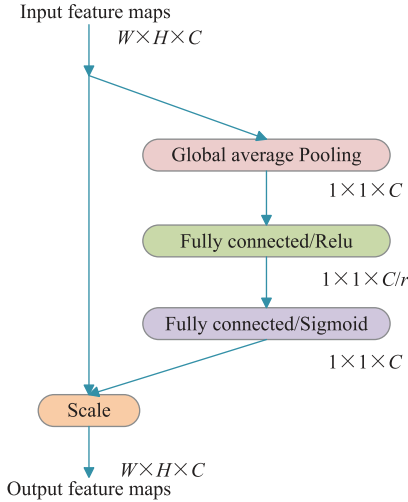 Input feature maps
W×H×C
Global average Pooling
1×1×C
Fully connected/Relu
1×1×C/r
Fully connected/Sigmoid
1×1×C
Scale
W×H×C
Output feature maps